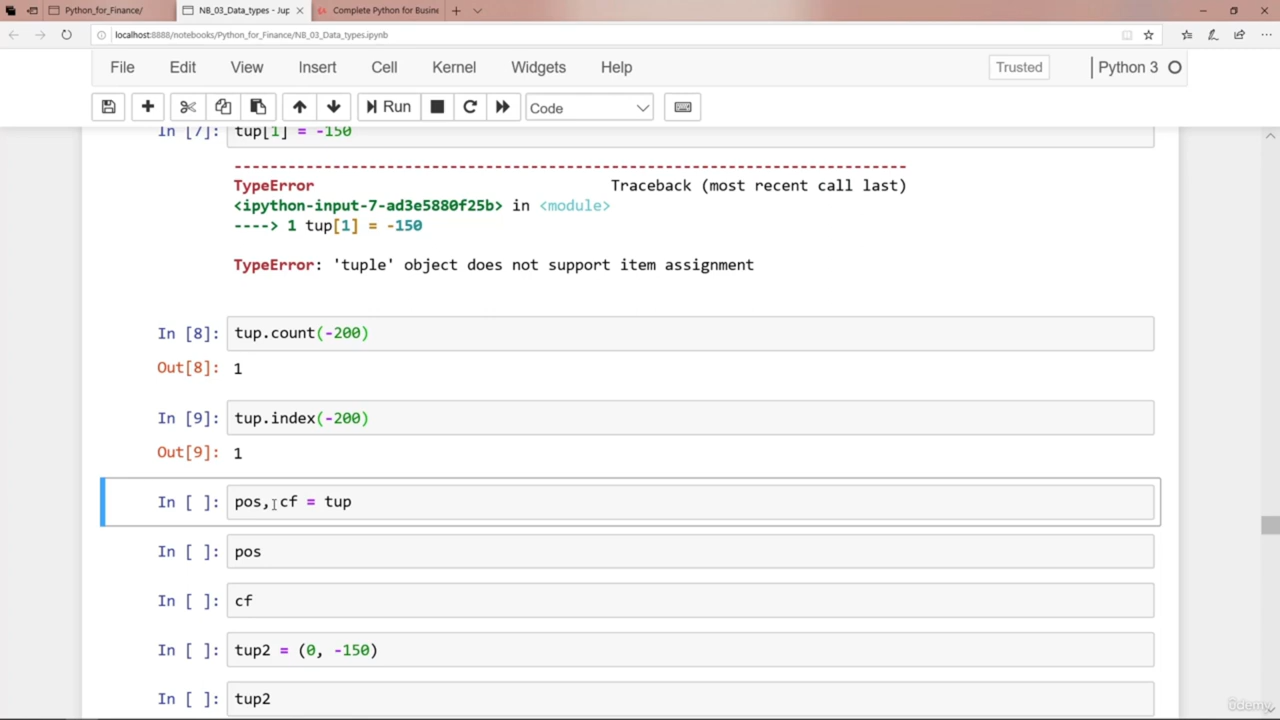 Python_for_Finance/
NB_03_Data_types - Jup
Complete Python for Busine
localhost:8888/notebooks/Python_for_Finance/NB_03_Data_types.ipynb
File Edit View Insert Cell Kernel Widgets Help Trusted Python 3
Run Code
In [7]: tup[1] = -150
---------------------------------------------------------------------------
TypeError Traceback (most recent call last)
<ipython-input-7-ad3e5880f25b> in <module>
----> 1 tup[1] = -150
TypeError: 'tuple' object does not support item assignment
In [8]: tup.count(-200)
Out[8]: 1
In [9]: tup.index(-200)
Out[9]: 1
In [ ]: pos, cf = tup
In [ ]: pos
In [ ]: cf
In [ ]: tup2 = (0, -150)
In [ ]: tup2
ûdemy